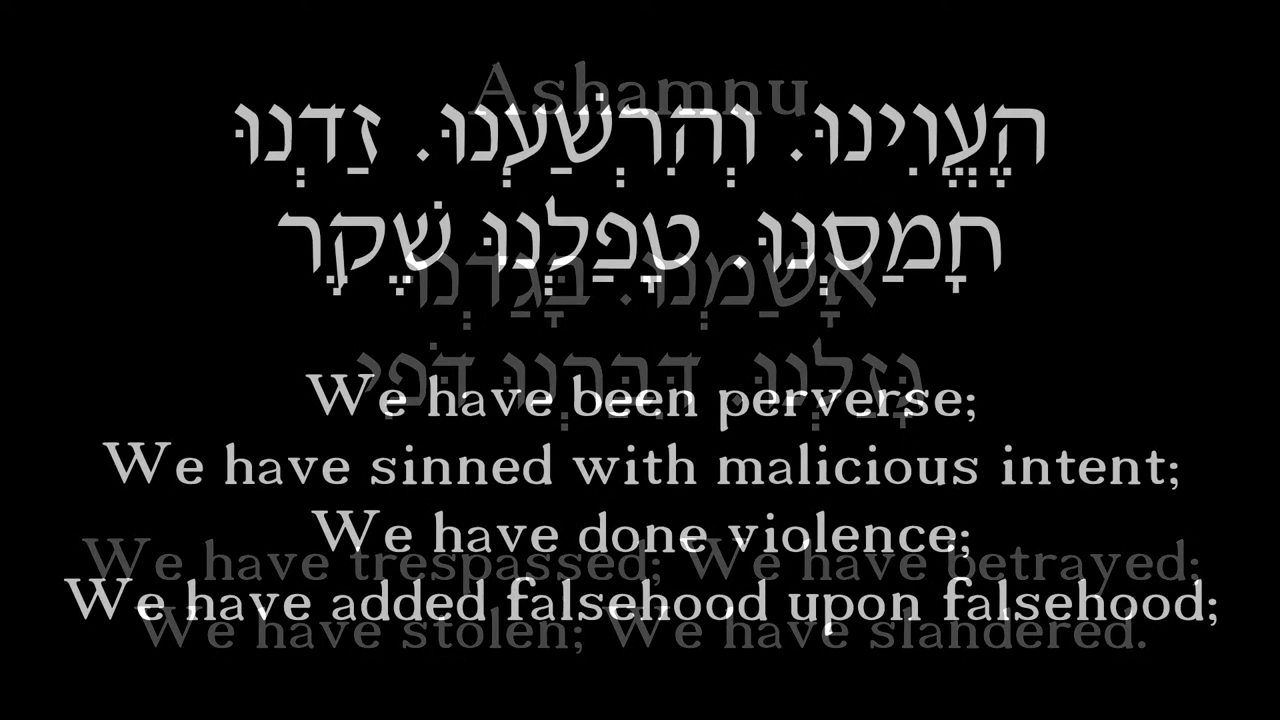 Ashamnu
הֶעֱוִינוּ. וְהִרְשַׁעְנוּ. זַדְנוּ
חָמַסְנוּ. טָפַלְנוּ שֶׁקֶר
אָשַׁמְנוּ. בָּגַדְנוּ
גָּזַלְנוּ. דִּבַּרְנוּ דֹּפִי
We have been perverse;
We have sinned with malicious intent;
We have done violence;
We have trespassed; We have betrayed;
We have added falsehood upon falsehood;
We have stolen; We have slandered.